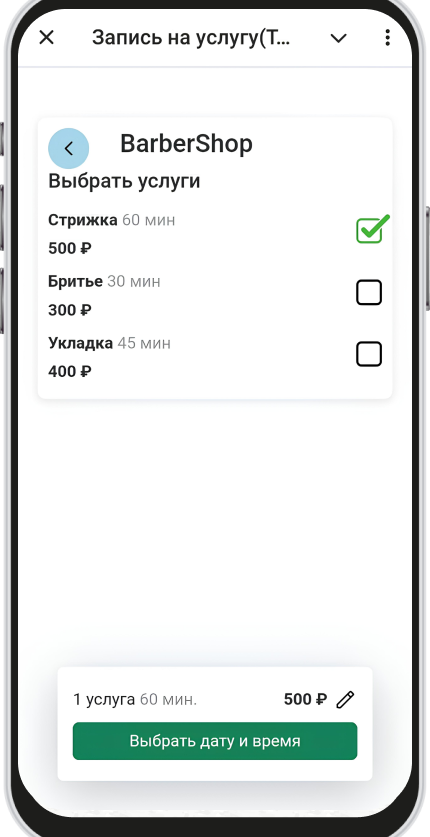 Запись на услугу(Т...
BarberShop
Выбрать услуги
Стрижка 60 мин
500 ₽
Бритье 30 мин
300 ₽
Укладка 45 мин
400 ₽
1 услуга 60 мин. 500 ₽
Выбрать дату и время